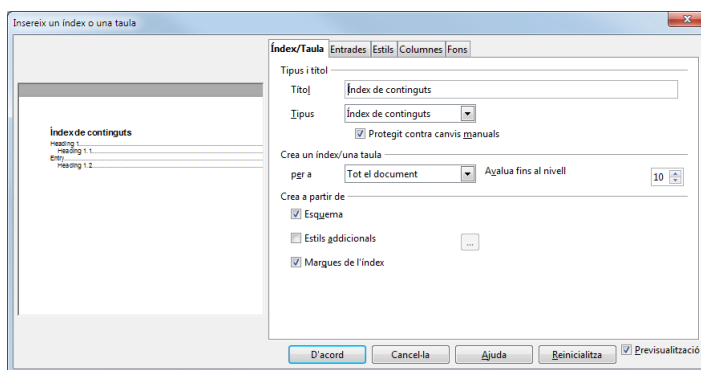 Insereix un índex o una taula
Índex/Taula Entrades Estils Columnes Fons
Tipus i títol
Títol Índex de continguts
Tipus Índex de continguts
Protegit contra canvis manuals
Crea un índex/una taula
per a Tot el document Avalua fins al nivell 10
Crea a partir de
Esquema
Estils addicionals ...
Marques de l'índex
Índex de continguts
Heading 1
Heading 1.1
Entry
Heading 1.2
D'acord Cancel·la Ajuda Reinicialitza Previsualització